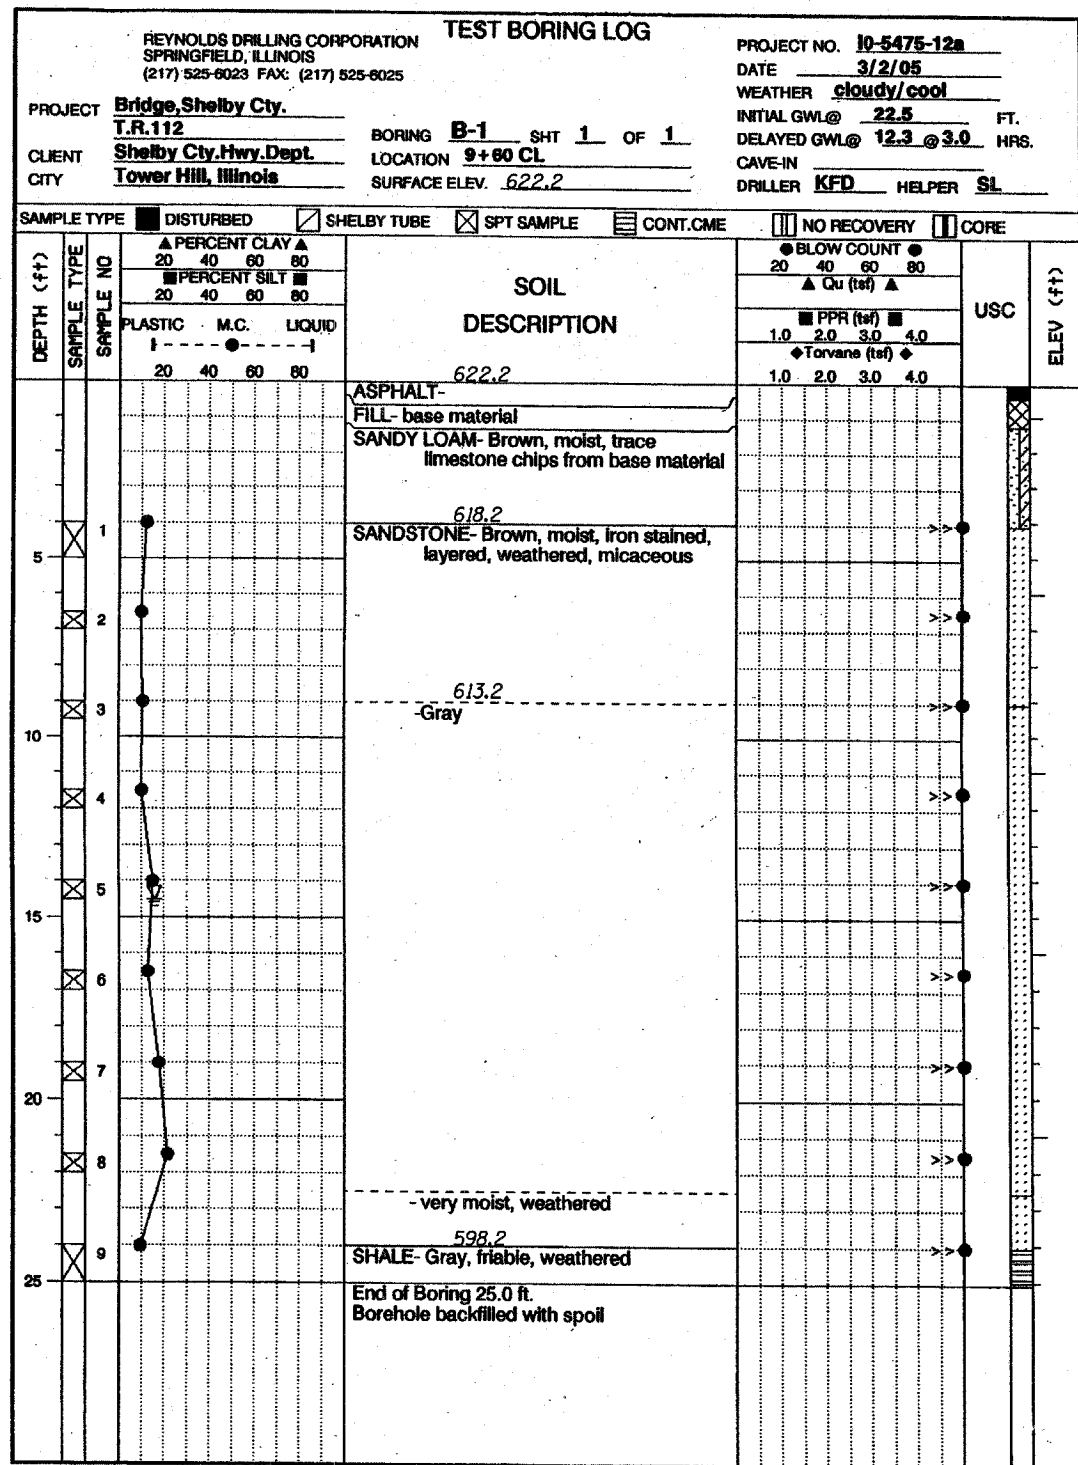 TEST BORING LOG
REYNOLDS DRILLING CORPORATION
SPRINGFIELD, ILLINOIS
(217) 525-6023 FAX: (217) 525-6025
PROJECT Bridge,Shelby Cty.
T.R.112
CLIENT Shelby Cty.Hwy.Dept.
CITY Tower Hill, Illinois
BORING B-1 SHT 1 OF 1
LOCATION 9+60 CL
SURFACE ELEV. 622.2
PROJECT NO. I0-5475-12a
DATE 3/2/05
WEATHER cloudy/cool
INITIAL GWL@ 22.5 FT.
DELAYED GWL@ 12.3 @ 3.0 HRS.
CAVE-IN
DRILLER KFD HELPER SL
SAMPLE TYPE DISTURBED SHELBY TUBE SPT SAMPLE CONT.CME NO RECOVERY CORE
DEPTH (ft)
SAMPLE TYPE
SAMPLE NO
▲ PERCENT CLAY ▲
20 40 60 80
■ PERCENT SILT ■
20 40 60 80
PLASTIC M.C. LIQUID
20 40 60 80
SOIL
DESCRIPTION
● BLOW COUNT ●
20 40 60 80
▲ Qu (tsf) ▲
■ PPR (tsf) ■
1.0 2.0 3.0 4.0
◆ Torvane (tsf) ◆
1.0 2.0 3.0 4.0
USC
ELEV (ft)
622.2
ASPHALT-
FILL- base material
SANDY LOAM- Brown, moist, trace
limestone chips from base material
618.2
1 >>
SANDSTONE- Brown, moist, iron stained,
layered, weathered, micaceous
5
2 >>
613.2
3 >>
-Gray
10
4 >>
5 >>
15
6 >>
7 >>
20
8 >>
- very moist, weathered
598.2
9 >>
SHALE- Gray, friable, weathered
25
End of Boring 25.0 ft.
Borehole backfilled with spoil